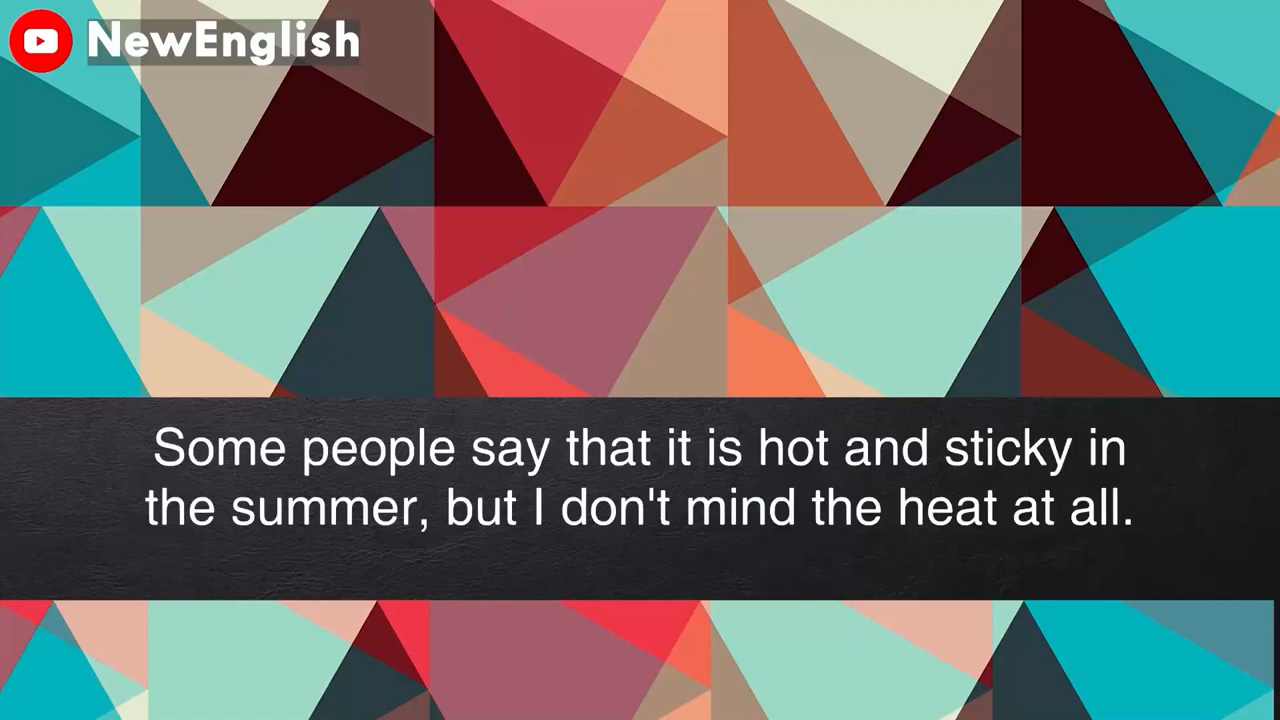 NewEnglish
Some people say that it is hot and sticky in
the summer, but I don't mind the heat at all.